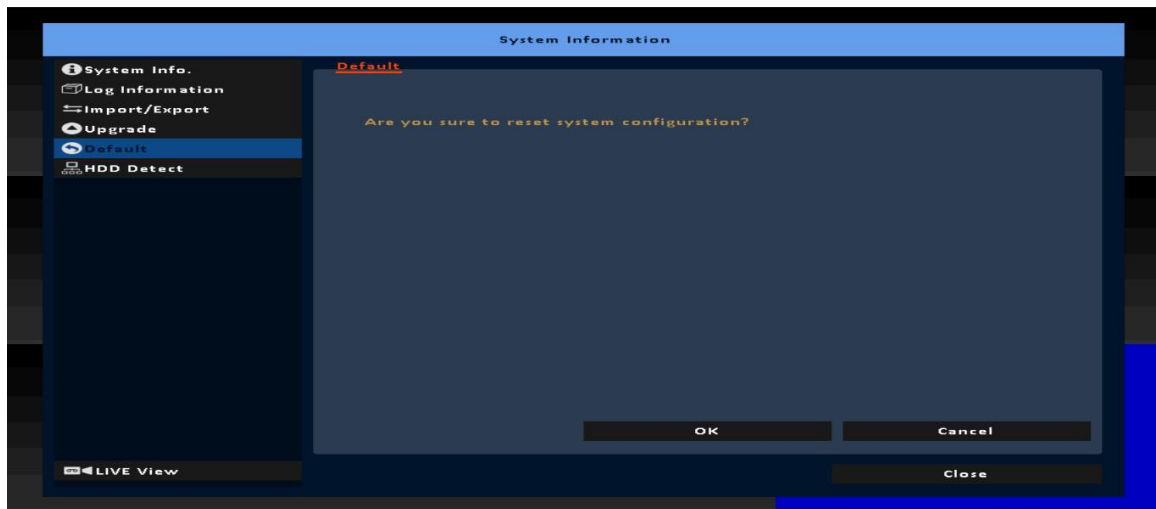 System Information
System Info.
Log Information
Import/Export
Upgrade
Default
HDD Detect
LIVE View
Default
Are you sure to reset system configuration?
OK
Cancel
Close